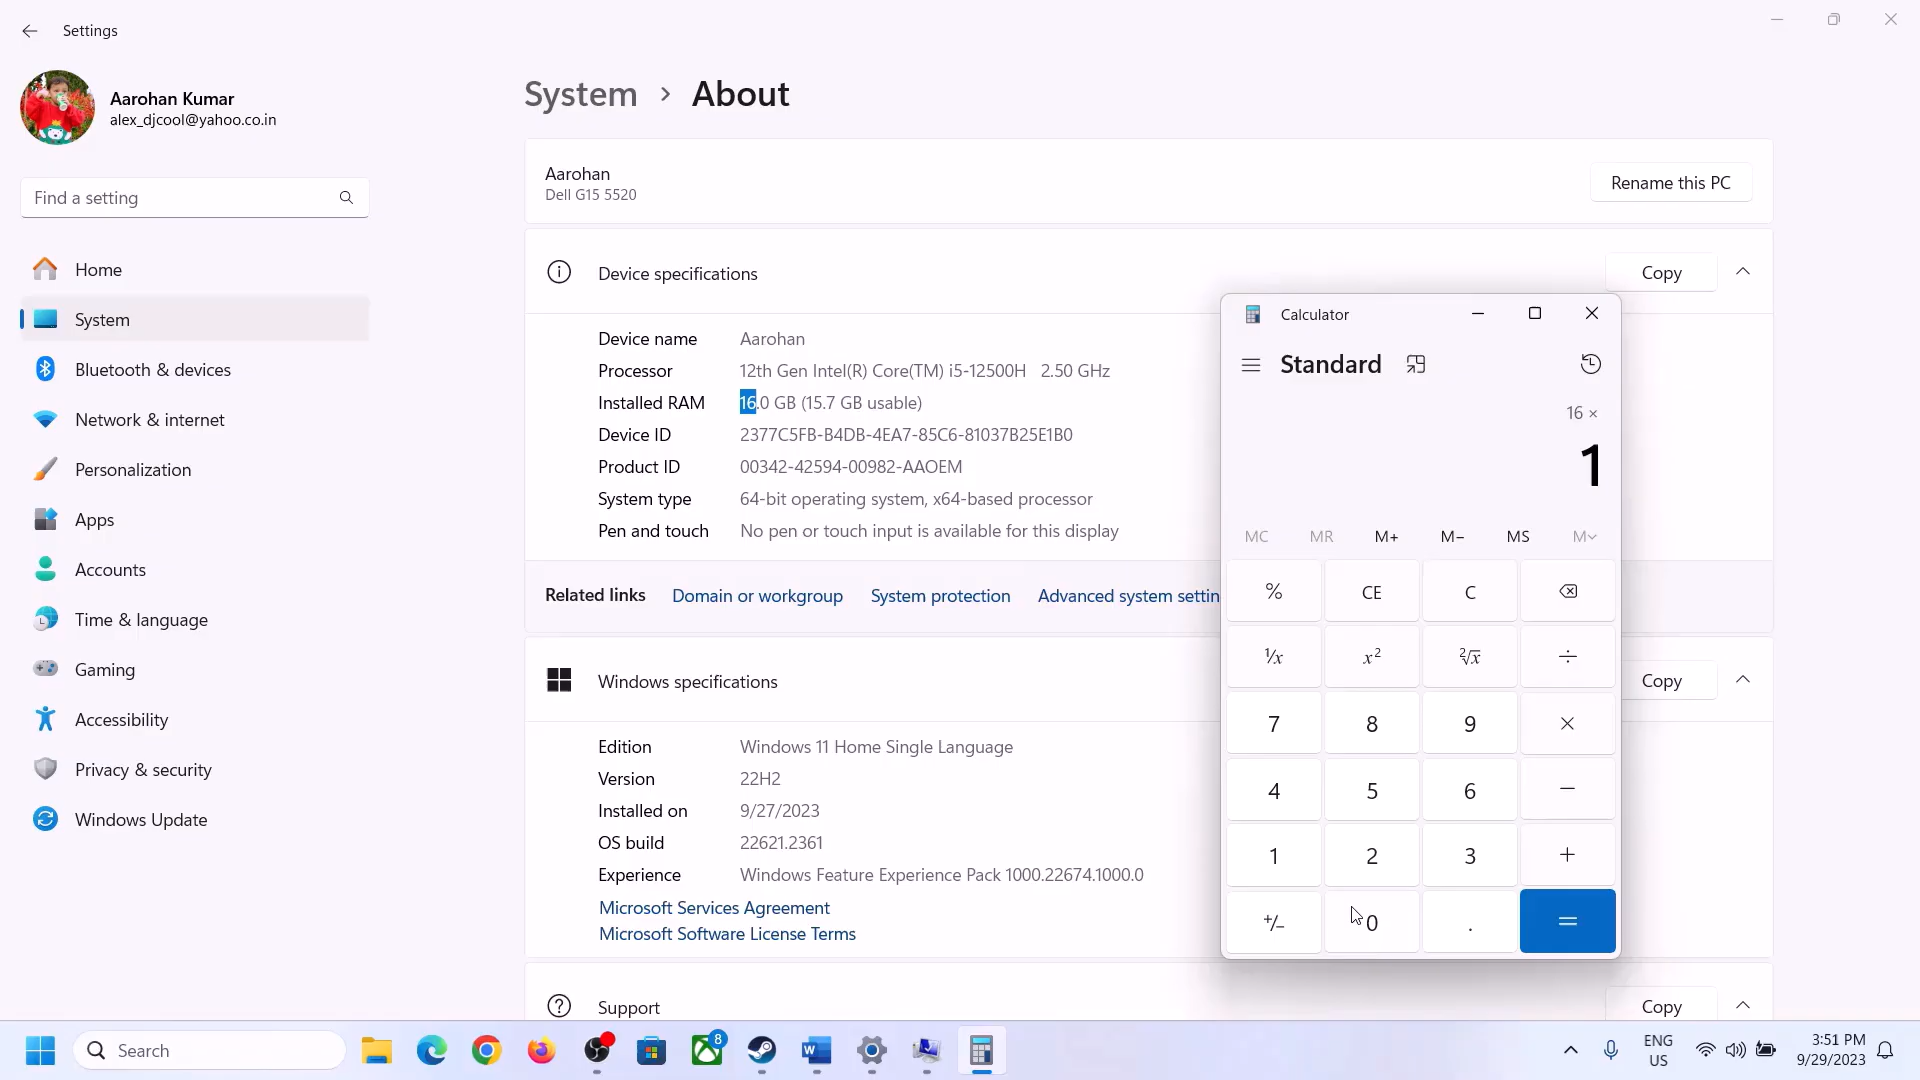 Settings
Aarohan Kumar
alex_djcool@yahoo.co.in
Find a setting
Home
System
Bluetooth & devices
Network & internet
Personalization
Apps
Accounts
Time & language
Gaming
Accessibility
Privacy & security
Windows Update
System > About
Aarohan
Dell G15 5520
Rename this PC
Device specifications
Copy
Device name Aarohan
Processor 12th Gen Intel(R) Core(TM) i5-12500H 2.50 GHz
Installed RAM 16.0 GB (15.7 GB usable)
Device ID 2377C5FB-B4DB-4EA7-85C6-81037B25E1B0
Product ID 00342-42594-00982-AAOEM
System type 64-bit operating system, x64-based processor
Pen and touch No pen or touch input is available for this display
Related links Domain or workgroup System protection Advanced system settin
Windows specifications
Copy
Edition Windows 11 Home Single Language
Version 22H2
Installed on 9/27/2023
OS build 22621.2361
Experience Windows Feature Experience Pack 1000.22674.1000.0
Microsoft Services Agreement
Microsoft Software License Terms
Support
Copy
Calculator
Standard
16 ×
1
MC MR M+ M− MS M
% CE C
⅟x x² ²√x ÷
7 8 9 ×
4 5 6 −
1 2 3 +
+/− 0 . =
Search
8
ENG
US
3:51 PM
9/29/2023